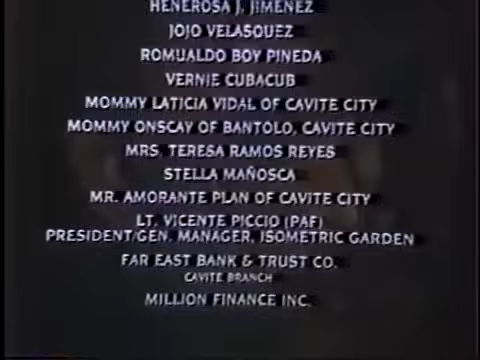 HENEROSA J. JIMENEZ
JOJO VELASQUEZ
ROMUALDO BOY PINEDA
VERNIE CUBACUB
MOMMY LATICIA VIDAL OF CAVITE CITY
MOMMY ONSCAY OF BANTOLO, CAVITE CITY
MRS. TERESA RAMOS REYES
STELLA MAÑOSCA
MR. AMORANTE PLAN OF CAVITE CITY
LT. VICENTE PICCIO (PAF)
PRESIDENT/GEN. MANAGER, ISOMETRIC GARDEN
FAR EAST BANK & TRUST CO.
CAVITE BRANCH
MILLION FINANCE INC.